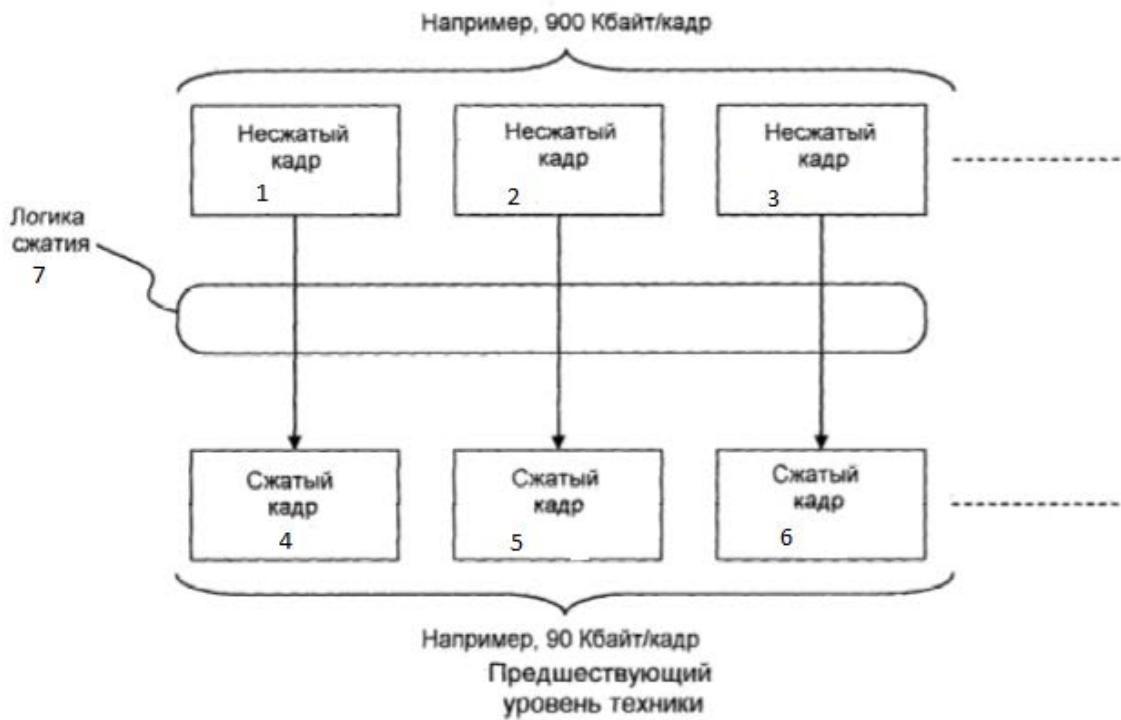 Например, 900 Кбайт/кадр
Несжатый
кадр
1
Несжатый
кадр
2
Несжатый
кадр
3
Логика
сжатия
7
Сжатый
кадр
4
Сжатый
кадр
5
Сжатый
кадр
6
Например, 90 Кбайт/кадр
Предшествующий
уровень техники